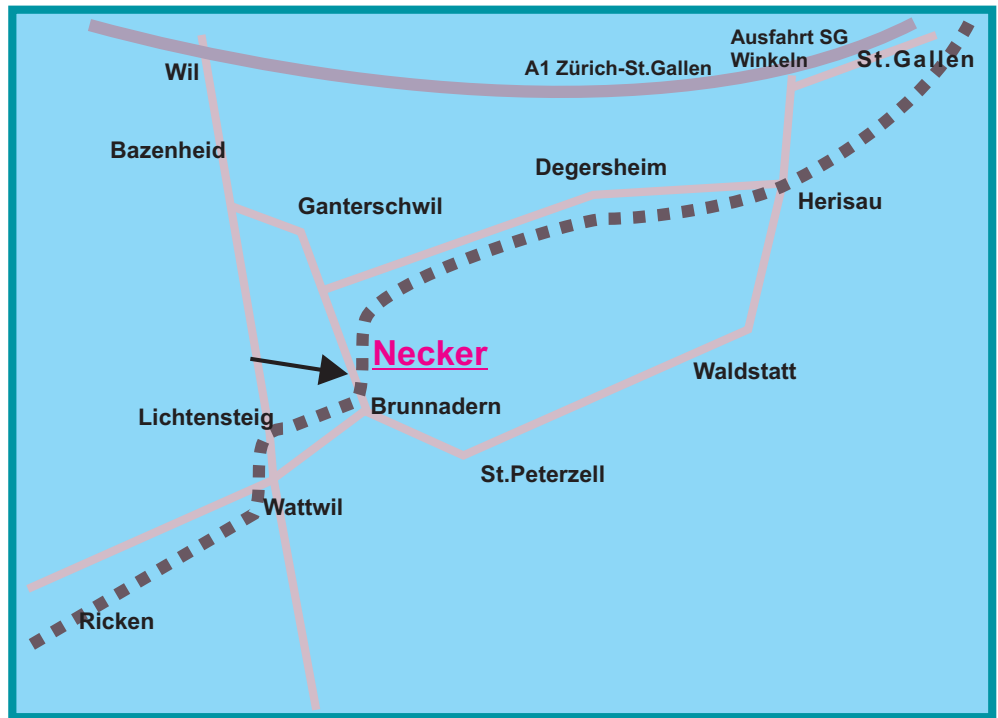 Ausfahrt SG
Winkeln
St.Gallen
A1 Zürich-St.Gallen
Wil
Bazenheid
Degersheim
Ganterschwil
Herisau
Necker
Waldstatt
Brunnadern
Lichtensteig
St.Peterzell
Wattwil
Ricken